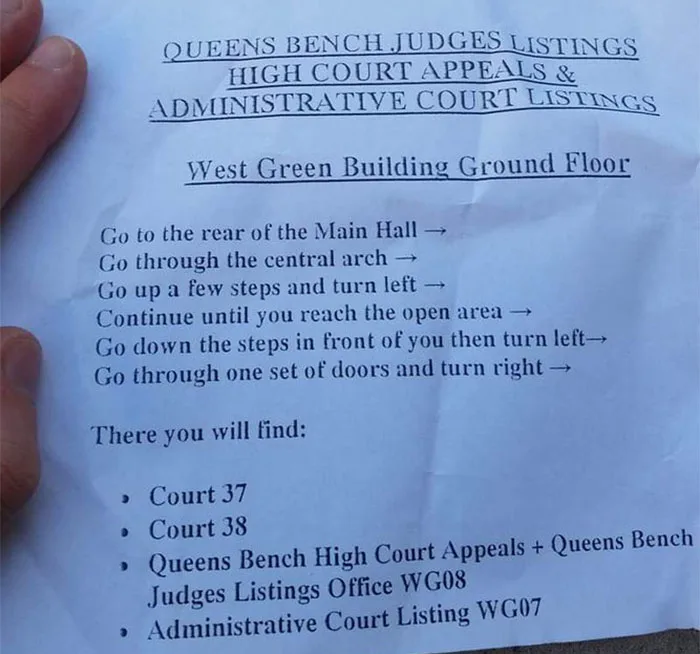 QUEENS BENCH JUDGES LISTINGS
HIGH COURT APPEALS &
ADMINISTRATIVE COURT LISTINGS
West Green Building Ground Floor
Go to the rear of the Main Hall →
Go through the central arch →
Go up a few steps and turn left →
Continue until you reach the open area →
Go down the steps in front of you then turn left→
Go through one set of doors and turn right →
There you will find:
• Court 37
• Court 38
• Queens Bench High Court Appeals + Queens Bench
Judges Listings Office WG08
• Administrative Court Listing WG07